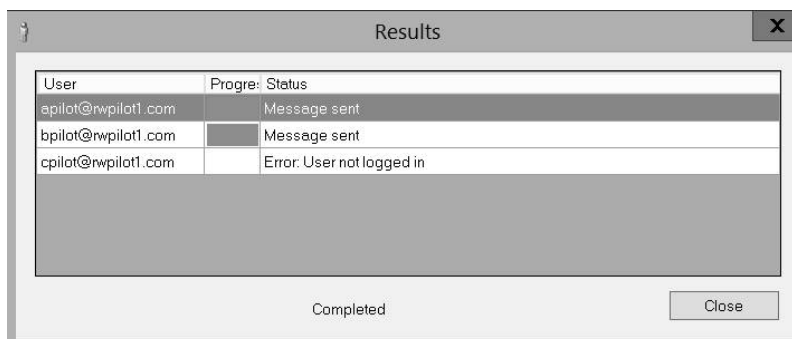 Results
X
User Progre: Status
apilot@rwpilot1.com Message sent
bpilot@rwpilot1.com Message sent
cpilot@rwpilot1.com Error: User not logged in
Completed
Close